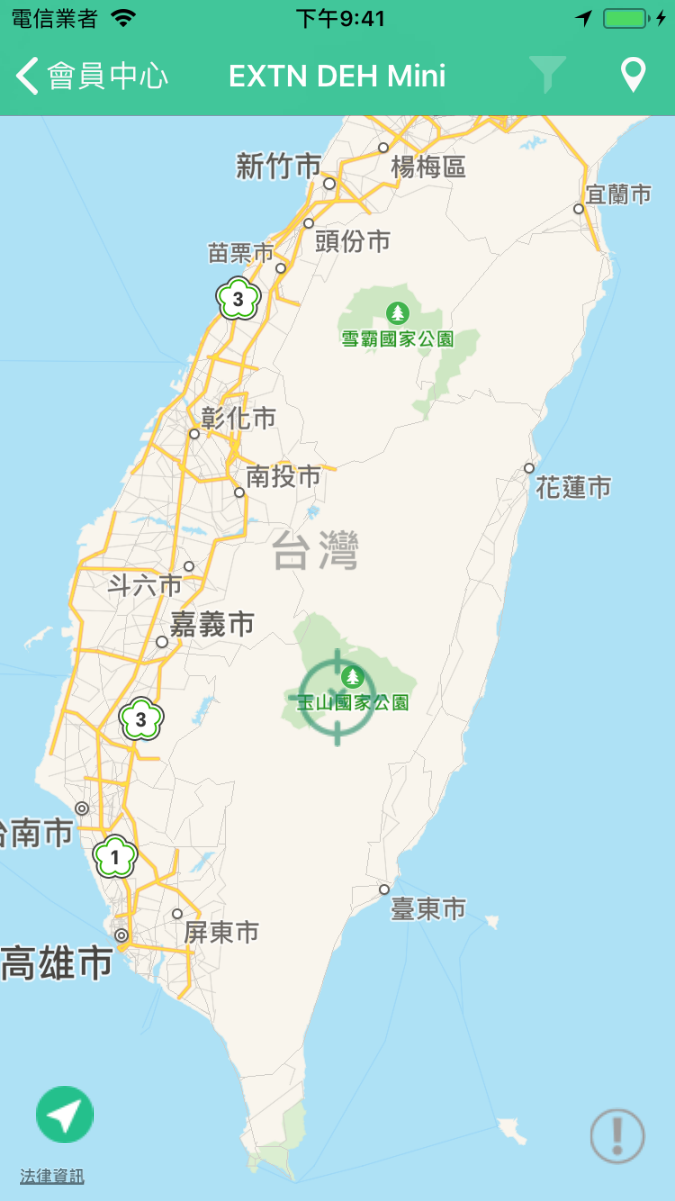 電信業者 下午9:41
會員中心 EXTN DEH Mini
新竹市
楊梅區
宜蘭市
頭份市
苗栗市
3
雪霸國家公園
彰化市
南投市
花蓮市
台灣
斗六市
嘉義市
玉山國家公園
3
台南市
1
臺東市
屏東市
高雄市
法律資訊